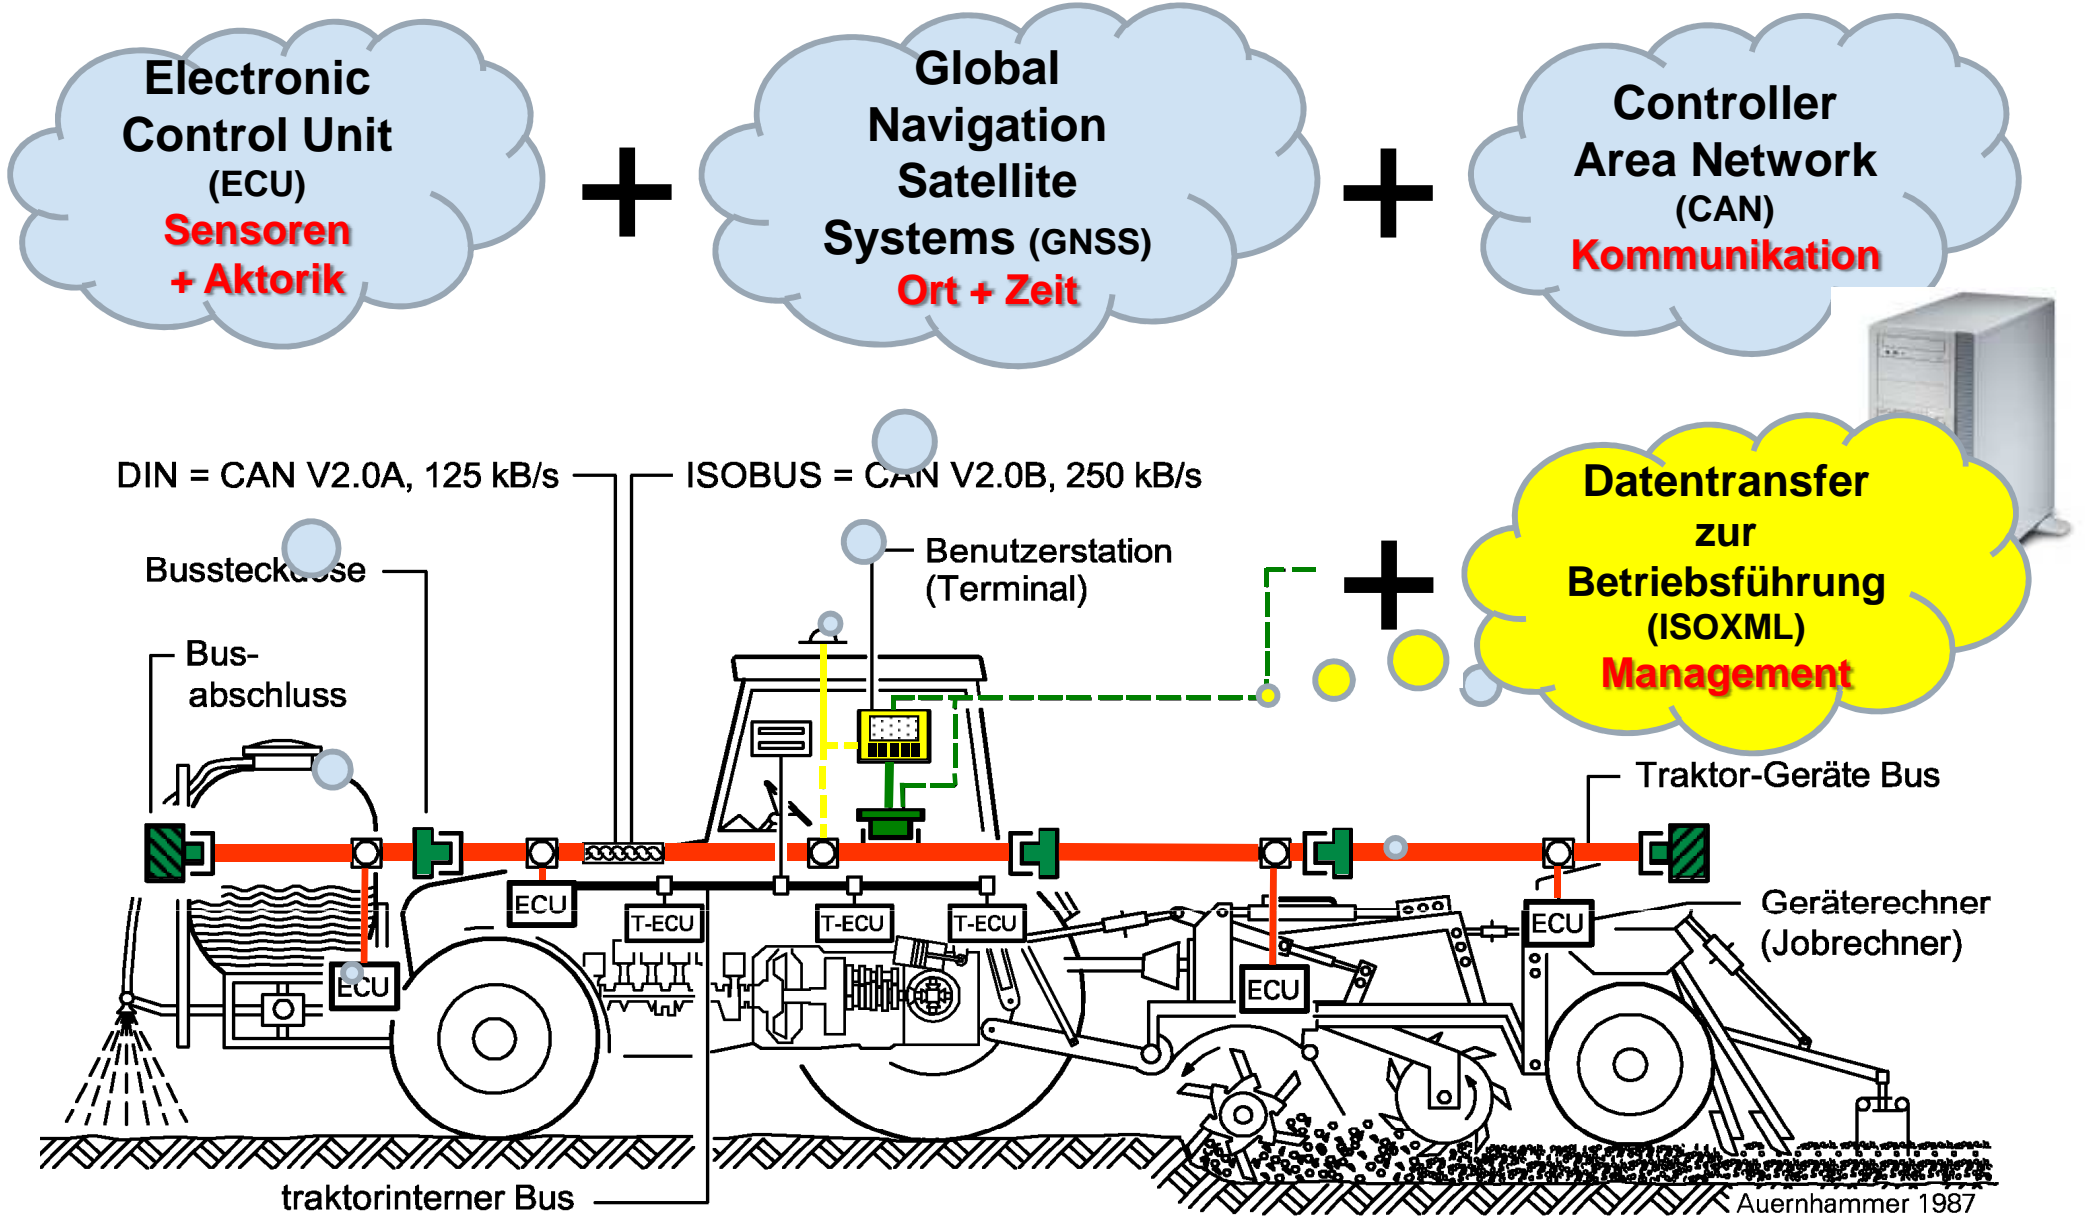 Electronic
Control Unit
(ECU)
Sensoren
+ Aktorik
Global
Navigation
Satellite
Systems (GNSS)
Ort + Zeit
Controller
Area Network
(CAN)
Kommunikation
DIN = CAN V2.0A, 125 kB/s
ISOBUS = CAN V2.0B, 250 kB/s
Datentransfer
zur
Betriebsführung
(ISOXML)
Management
Bussteckdose
Benutzerstation
(Terminal)
Bus-
abschluss
Traktor-Geräte Bus
ECU
T-ECU
T-ECU
T-ECU
ECU
Geräterechner
(Jobrechner)
ECU
ECU
traktorinterner Bus
Auernhammer 1987